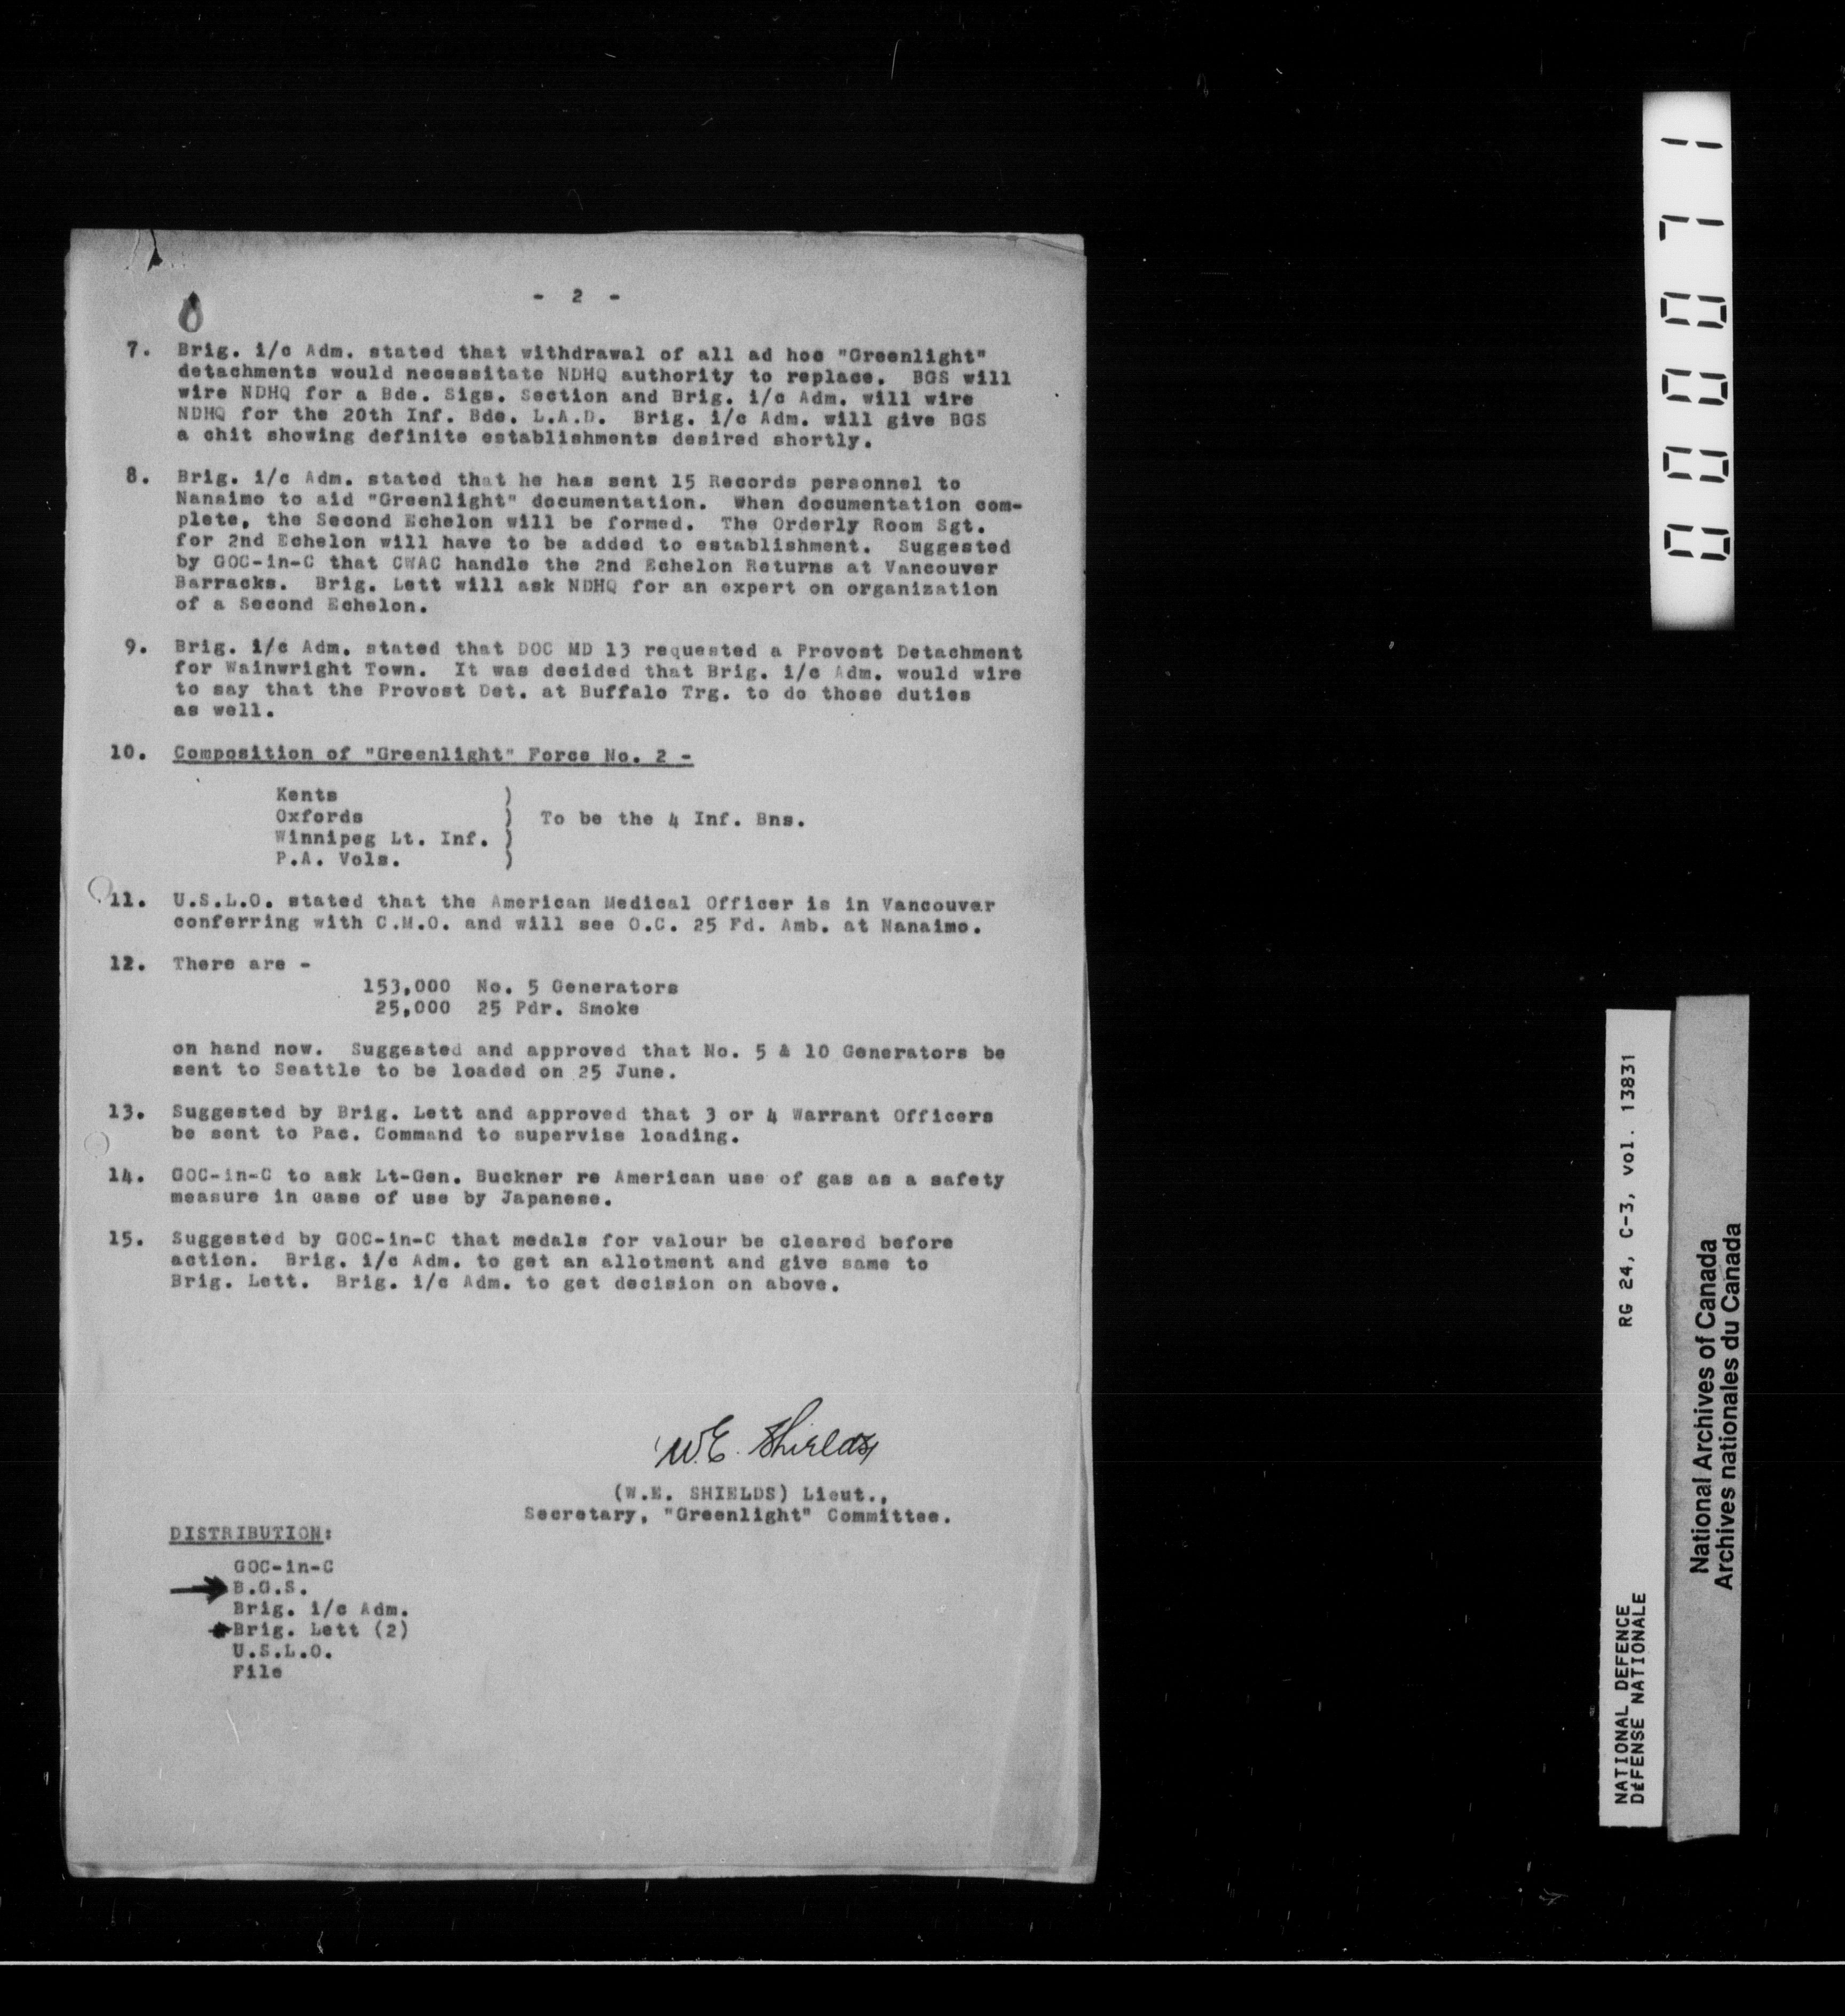 - 2 -
7. Brig. i/c Adm. stated that withdrawal of all ad hoc "Greenlight"
detachments would necessitate NDHQ authority to replace. BGS will
wire NDHQ for a Bde. Sigs. Section and Brig. i/c Adm. will wire
NDHQ for the 20th Inf. Bde. L.A.D. Brig. i/c Adm. will give BGS
a chit showing definite establishments desired shortly.
8. Brig. i/c Adm. stated that he has sent 15 Records personnel to
Nanaimo to aid "Greenlight" documentation. When documentation com-
plete, the Second Echelon will be formed. The Orderly Room Sgt.
for 2nd Echelon will have to be added to establishment. Suggested
by GOC-in-C that CWAC handle the 2nd Echelon Returns at Vancouver
Barracks. Brig. Lett will ask NDHQ for an expert on organization
of a Second Echelon.
9. Brig. i/c Adm. stated that DOC MD 13 requested a Provost Detachment
for Wainwright Town. It was decided that Brig. i/c Adm. would wire
to say that the Provost Det. at Buffalo Trg. to do those duties
as well.
10. Composition of "Greenlight" Force No. 2 -
Kents )
Oxfords ) To be the 4 Inf. Bns.
Winnipeg Lt. Inf. )
P.A. Vols. )
11. U.S.L.O. stated that the American Medical Officer is in Vancouver
conferring with C.M.O. and will see O.C. 25 Fd. Amb. at Nanaimo.
12. There are -
153,000 No. 5 Generators
25,000 25 Pdr. Smoke
on hand now. Suggested and approved that No. 5 & 10 Generators be
sent to Seattle to be loaded on 25 June.
13. Suggested by Brig. Lett and approved that 3 or 4 Warrant Officers
be sent to Pac. Command to supervise loading.
14. GOC-in-C to ask Lt-Gen. Buckner re American use of gas as a safety
measure in case of use by Japanese.
15. Suggested by GOC-in-C that medals for valour be cleared before
action. Brig. i/c Adm. to get an allotment and give same to
Brig. Lett. Brig. i/c Adm. to get decision on above.
W.E. Shields
(W.E. SHIELDS) Lieut.,
Secretary, "Greenlight" Committee.
DISTRIBUTION:
GOC-in-C
B.G.S.
Brig. i/c Adm.
Brig. Lett (2)
U.S.L.O.
File
000071
RG 24, C-3, vol. 13831
NATIONAL DEFENCE
DÉFENSE NATIONALE
National Archives of Canada
Archives nationales du Canada